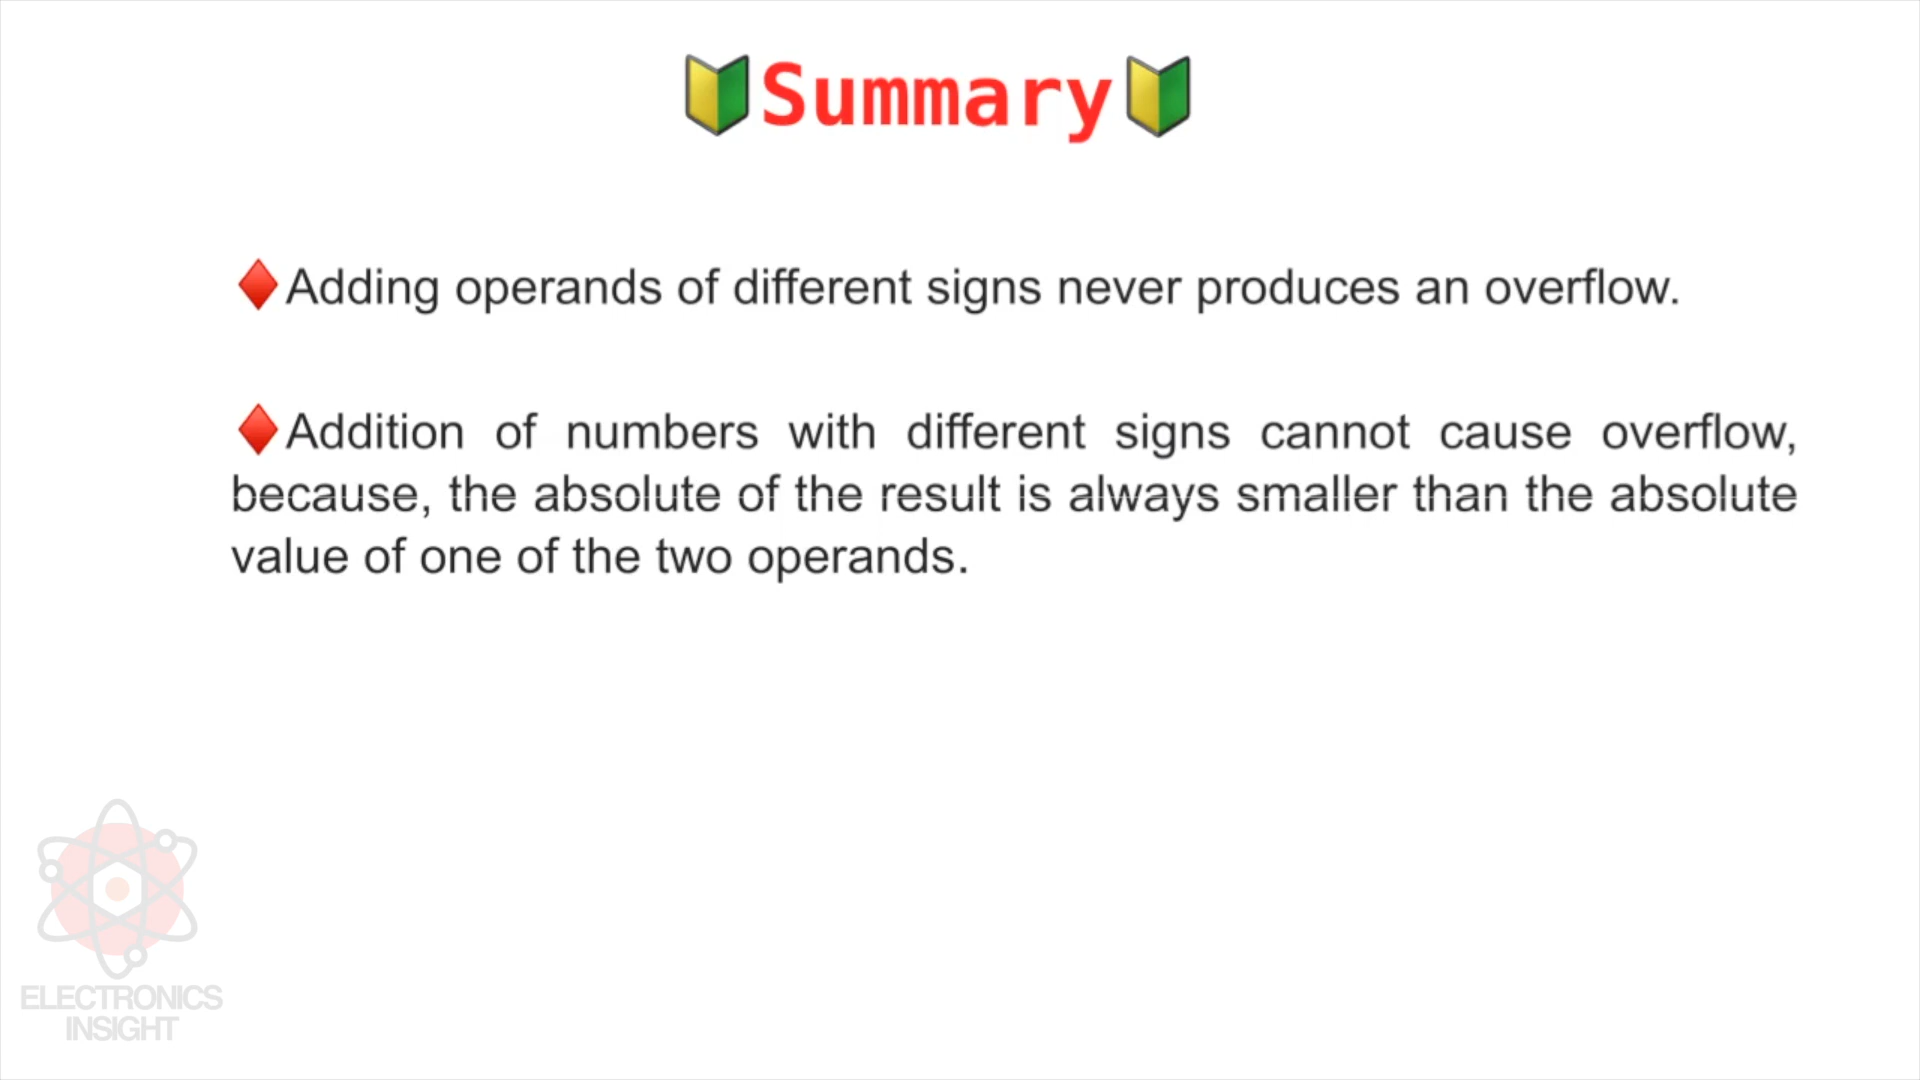 Summary
Adding operands of different signs never produces an overflow.
Addition of numbers with different signs cannot cause overflow,
because, the absolute of the result is always smaller than the absolute
value of one of the two operands.
ELECTRONICS
INSIGHT